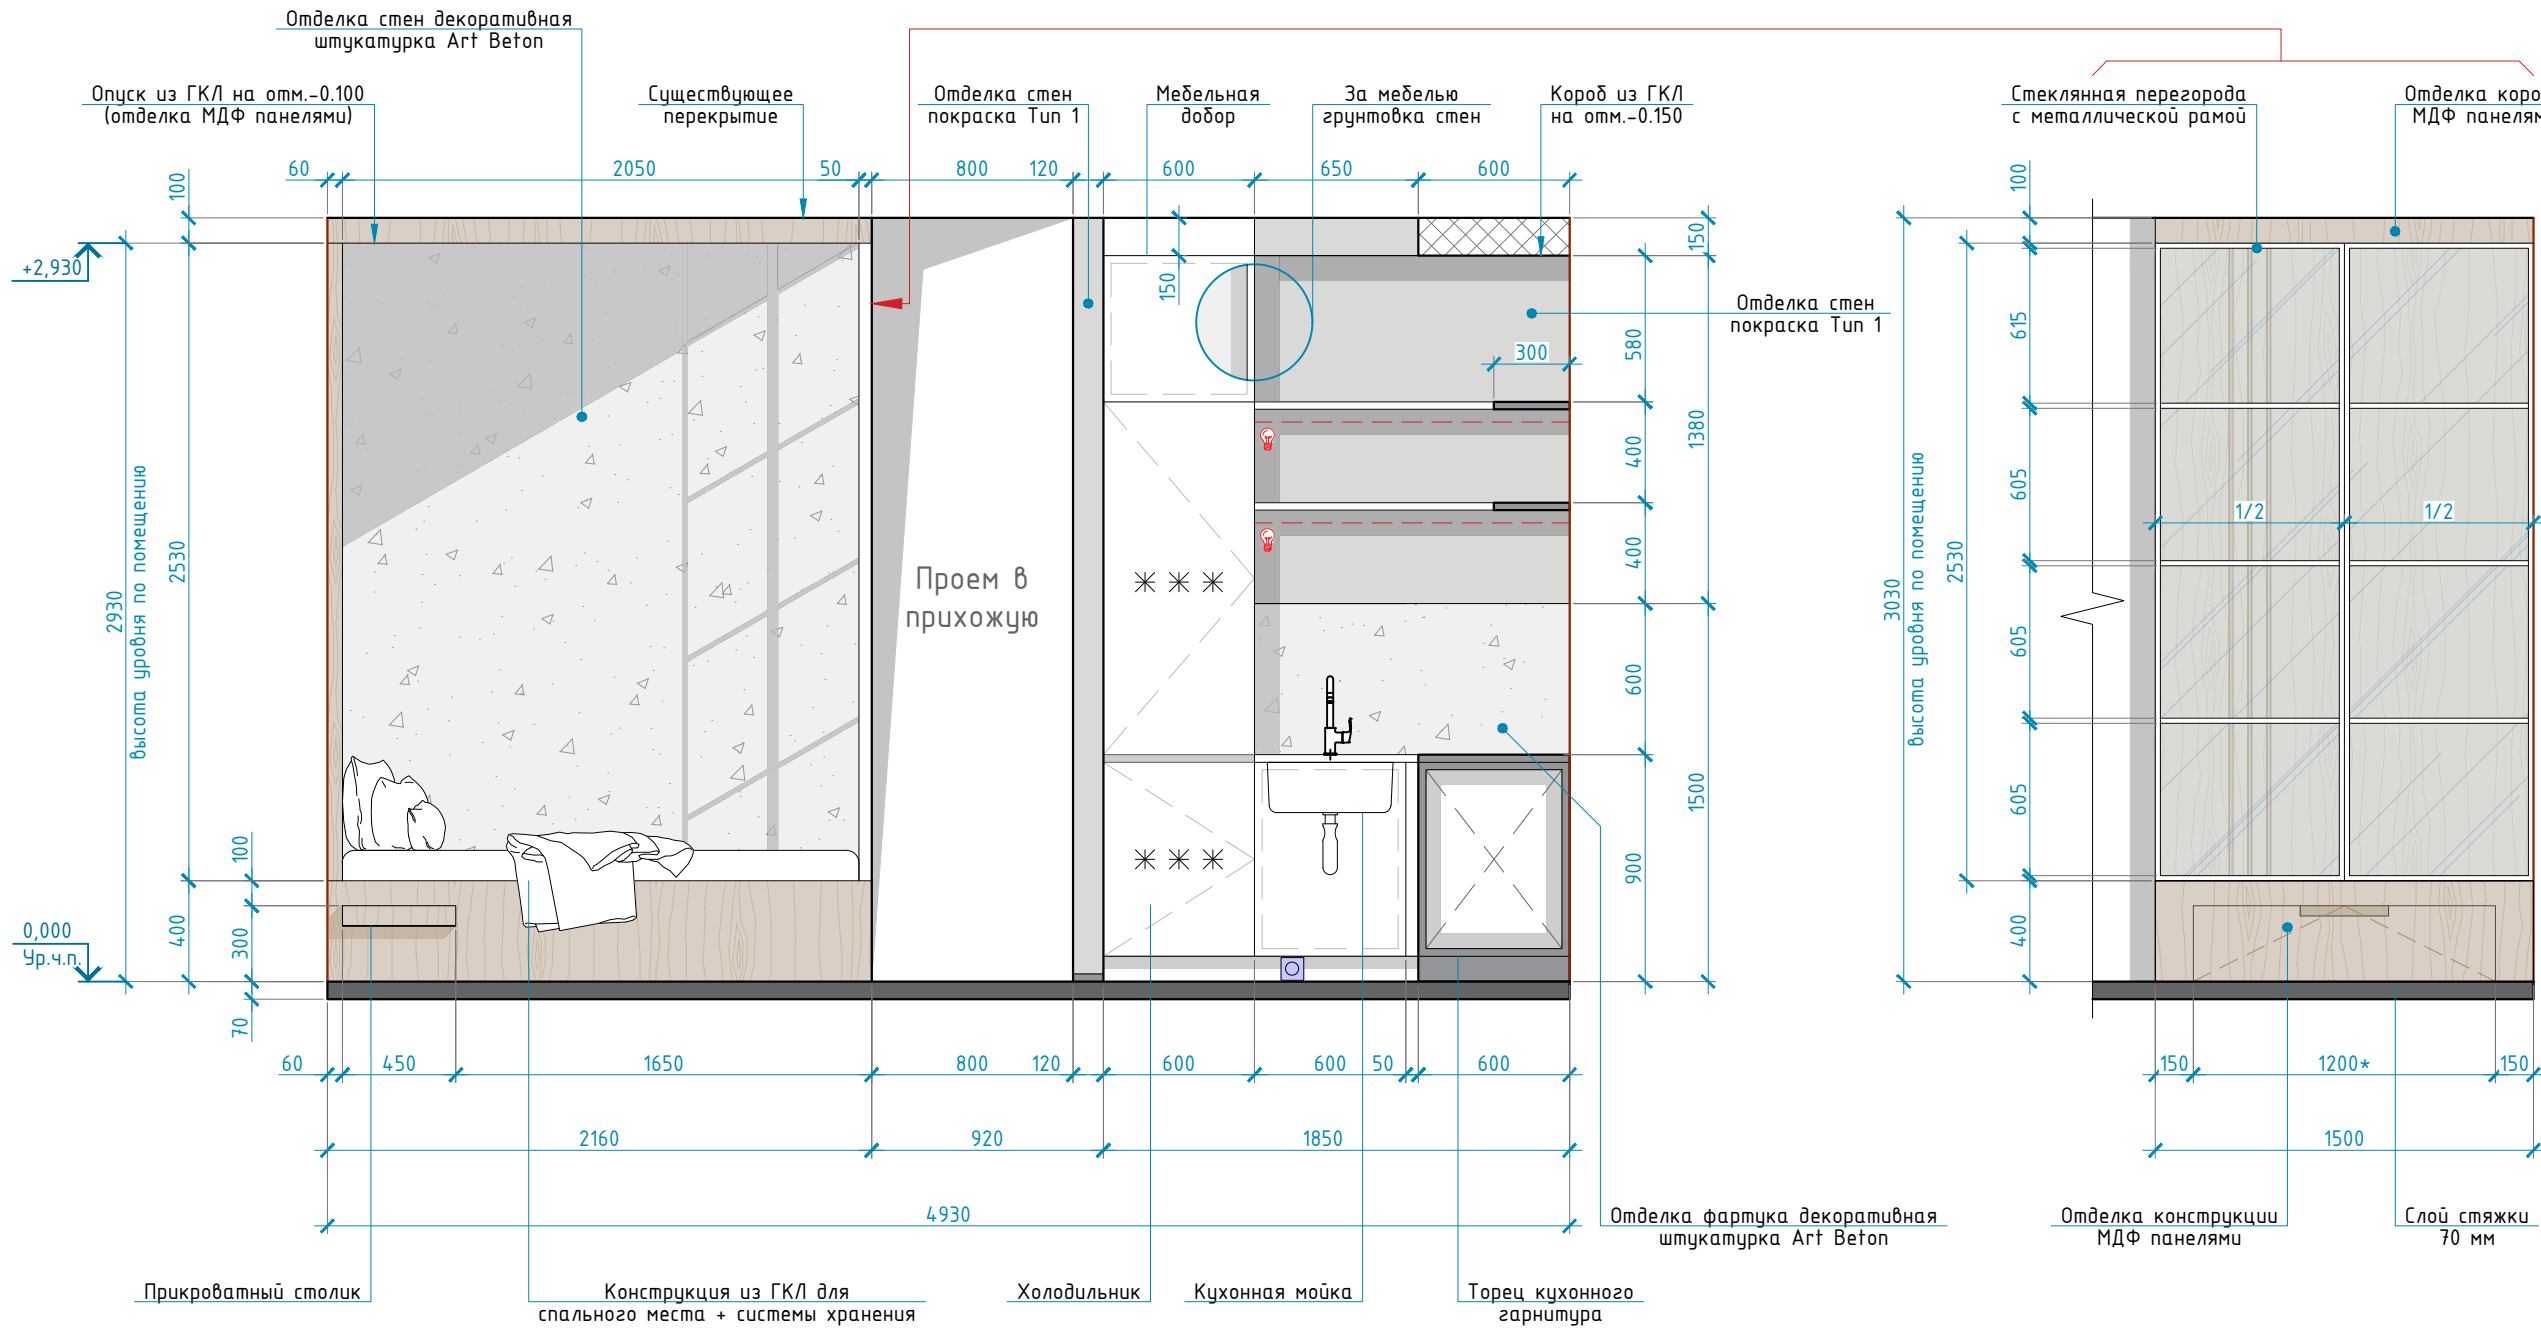 Отделка стен декоративная
штукатурка Art Beton
Опуск из ГКЛ на отм.-0.100
(отделка МДФ панелями)
Существующее
перекрытие
Отделка стен
покраска Тип 1
Мебельная
добор
За мебелью
грунтовка стен
Короб из ГКЛ
на отм.-0.150
Стеклянная перегорода
с металлической рамой
Отделка коро
МДФ панелям
60
2050
50
800
120
600
650
600
100
2530
400
+2,930
2930
высота уровня по помещению
0,000
Ур.ч.п.
100
300
70
Проем в
прихожую
150
300
Отделка стен
покраска Тип 1
580
400
400
600
900
150
1380
1500
3030
высота уровня по помещению
2530
100
615
605
605
605
400
1/2
1/2
60
450
1650
800
120
600
600
50
600
2160
920
1850
4930
150
1200*
150
1500
Отделка фартука декоративная
штукатурка Art Beton
Отделка конструкции
МДФ панелями
Слой стяжки
70 мм
Прикроватный столик
Конструкция из ГКЛ для
спального места + системы хранения
Холодильник
Кухонная мойка
Торец кухонного
гарнитура